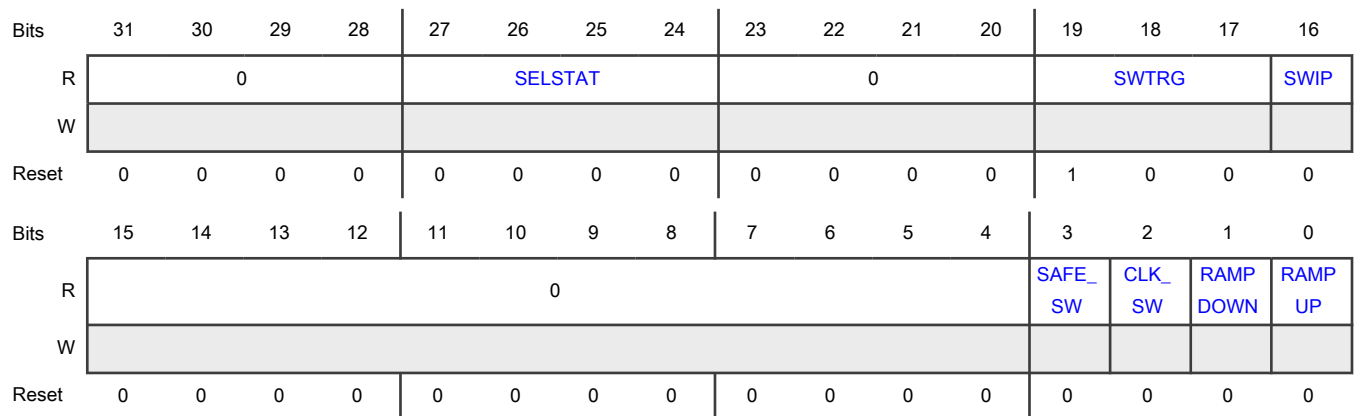 Bits 31 30 29 28 27 26 25 24 23 22 21 20 19 18 17 16
R 0 SELSTAT 0 SWTRG SWIP
W
Reset 0 0 0 0 0 0 0 0 0 0 0 0 1 0 0 0
Bits 15 14 13 12 11 10 9 8 7 6 5 4 3 2 1 0
R 0 SAFE_ CLK_ RAMP RAMP
SW SW DOWN UP
W
Reset 0 0 0 0 0 0 0 0 0 0 0 0 0 0 0 0